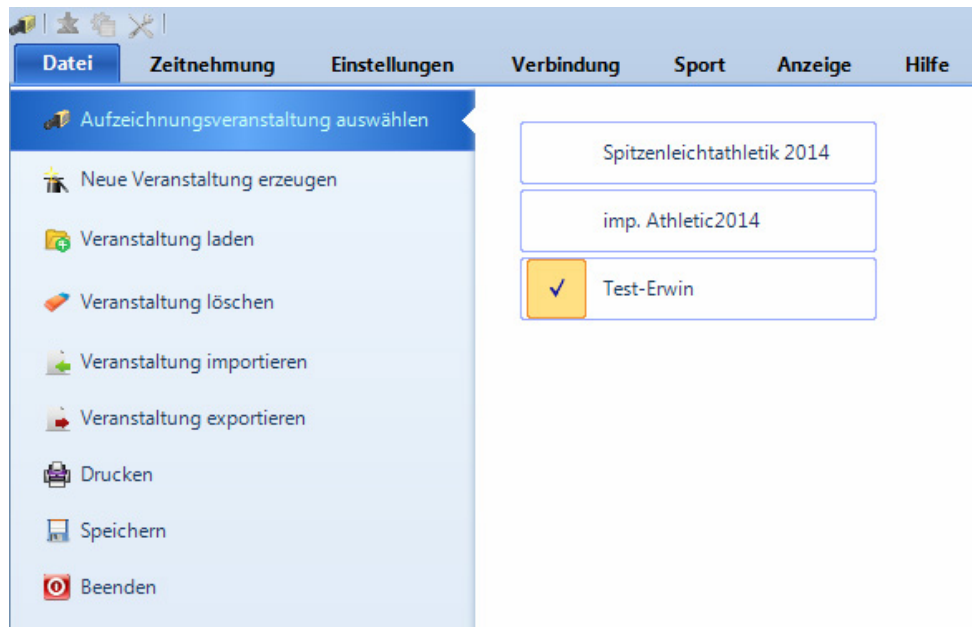 Datei Zeitnehmung Einstellungen Verbindung Sport Anzeige Hilfe
Aufzeichnungsveranstaltung auswählen
Neue Veranstaltung erzeugen
Veranstaltung laden
Veranstaltung löschen
Veranstaltung importieren
Veranstaltung exportieren
Drucken
Speichern
Beenden
Spitzenleichtathletik 2014
imp. Athletic2014
Test-Erwin